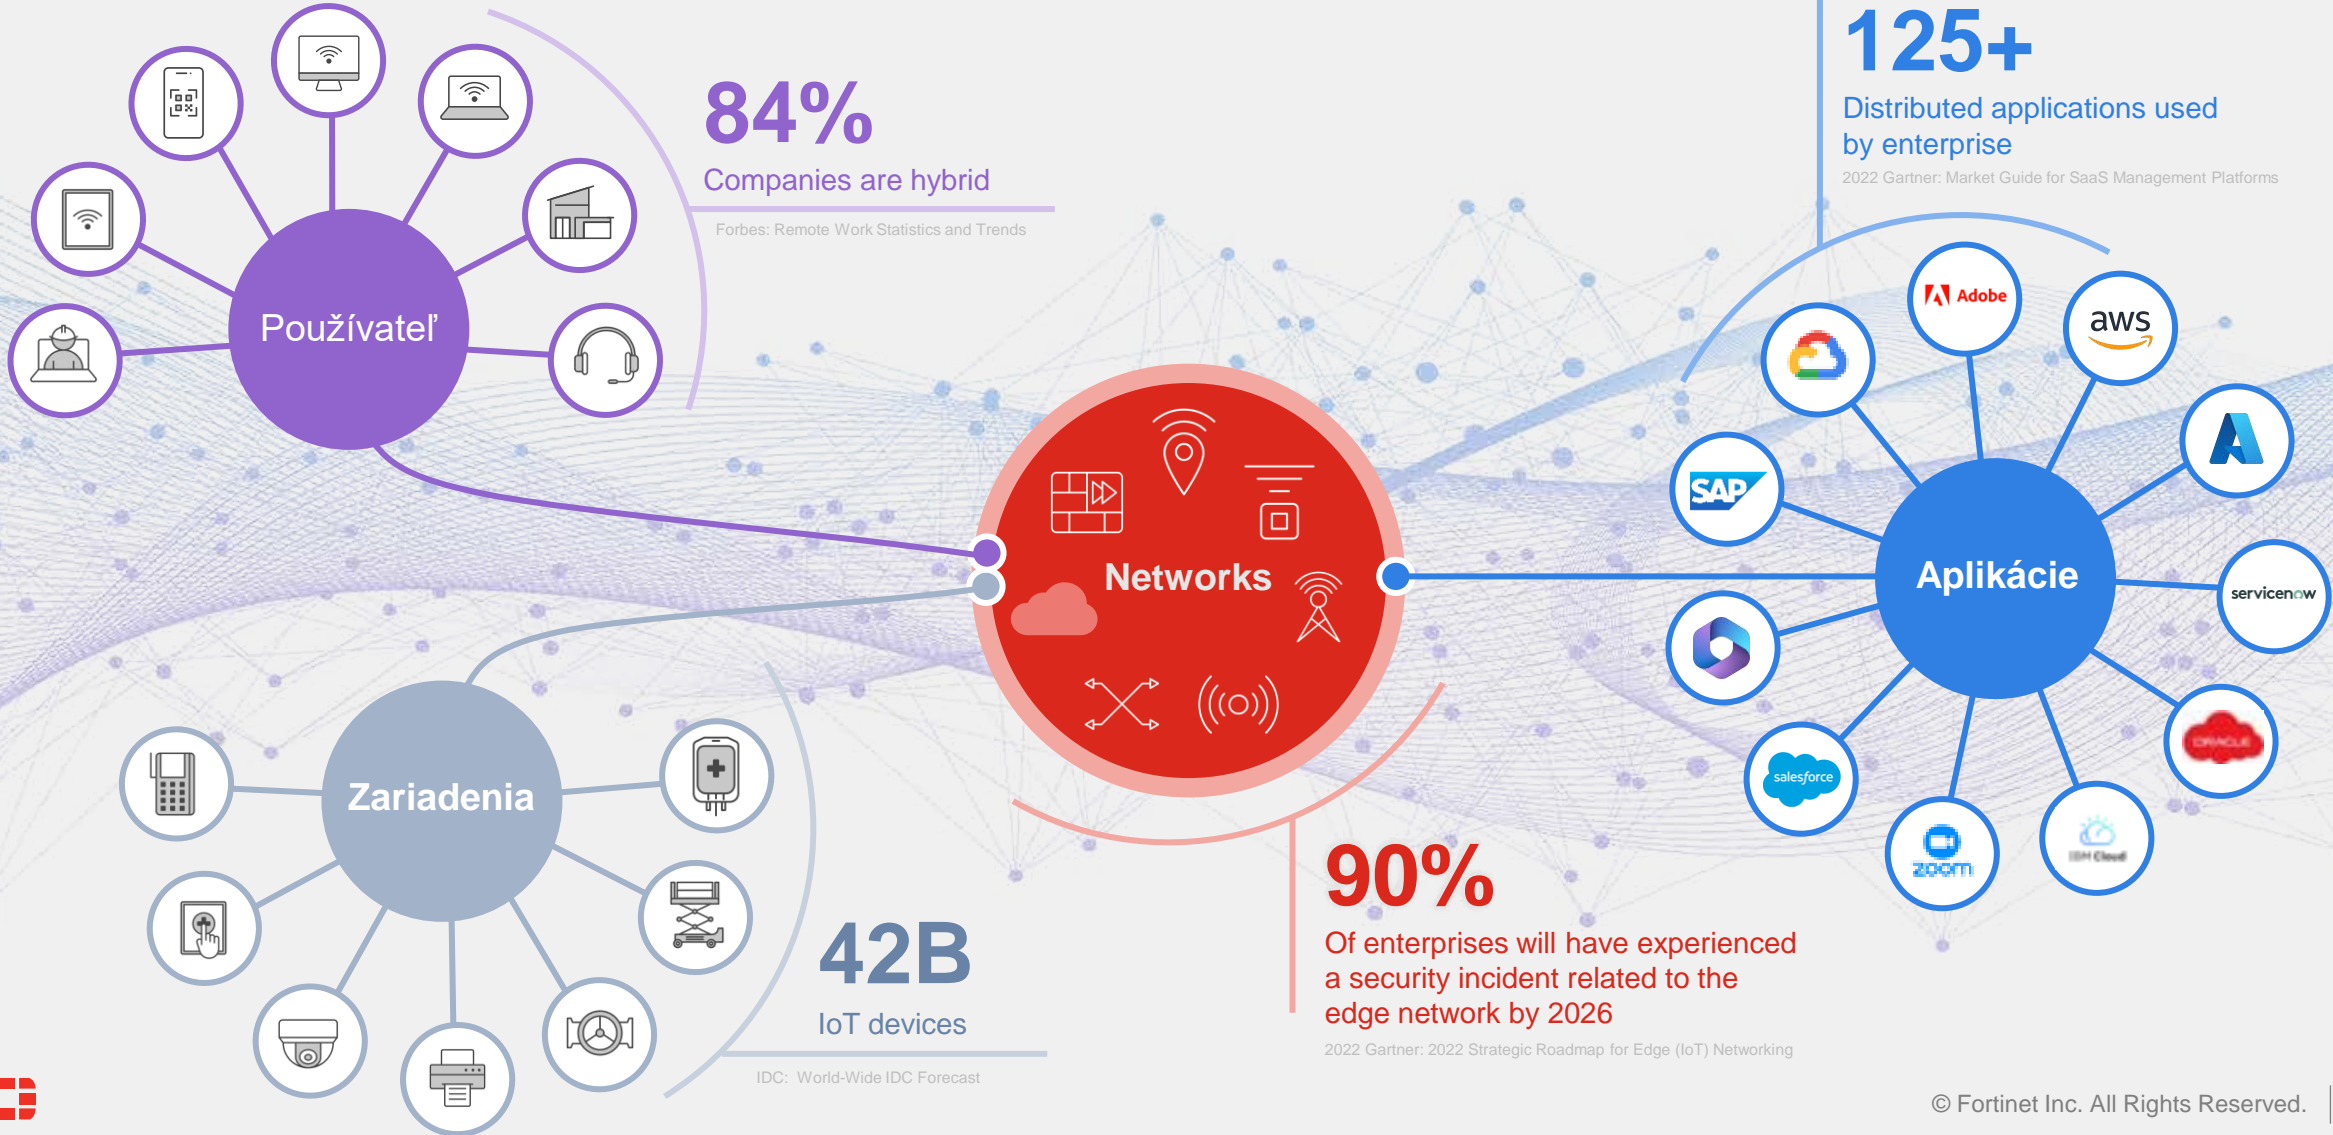 84%
Companies are hybrid
Forbes: Remote Work Statistics and Trends
Používateľ
125+
Distributed applications used
by enterprise
2022 Gartner: Market Guide for SaaS Management Platforms
Adobe
aws
SAP
servicenow
Aplikácie
ORACLE
salesforce
zoom
IBM Cloud
Networks
Zariadenia
42B
IoT devices
IDC: World-Wide IDC Forecast
90%
Of enterprises will have experienced
a security incident related to the
edge network by 2026
2022 Gartner: 2022 Strategic Roadmap for Edge (IoT) Networking
© Fortinet Inc. All Rights Reserved.